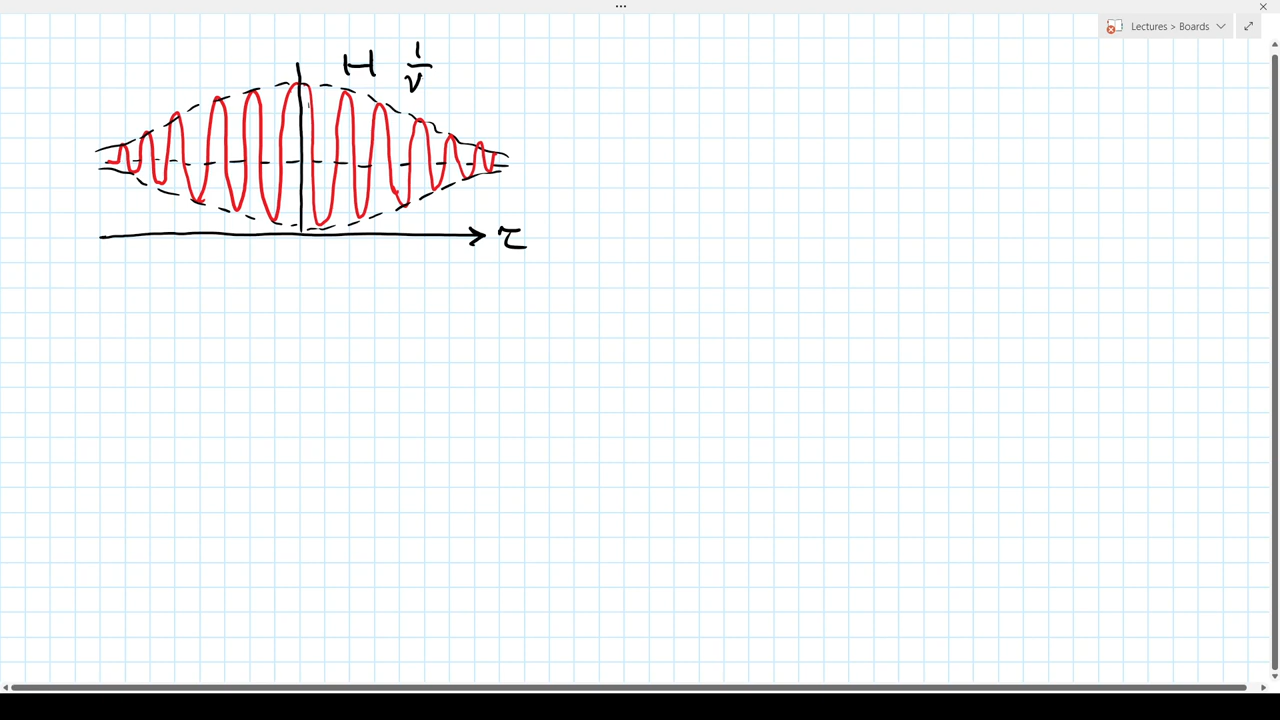 Lectures > Boards
1/ν
τ